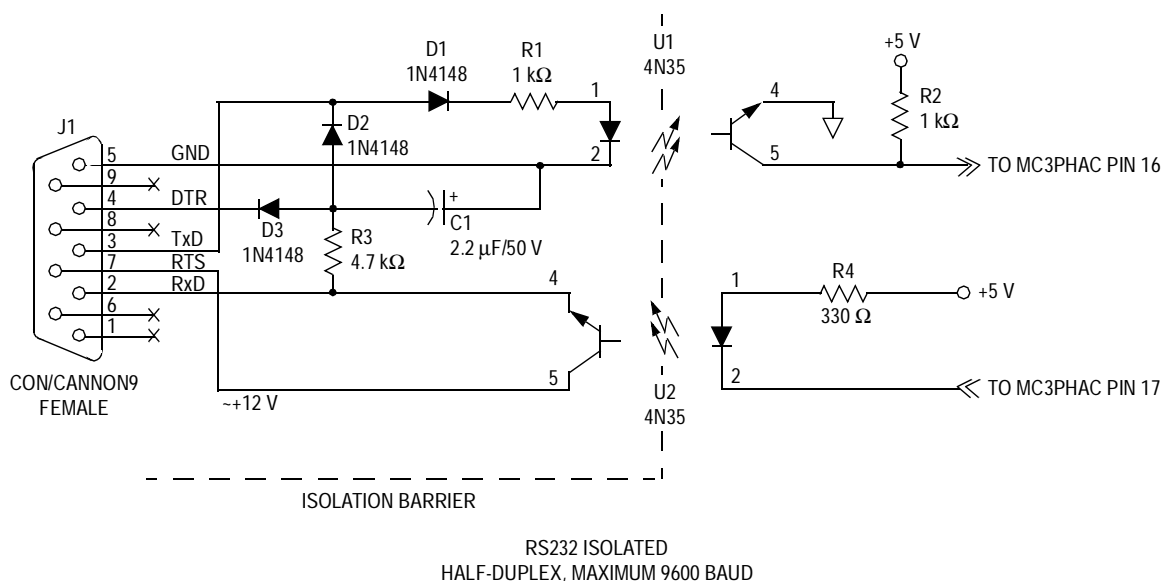 D1
1N4148
R1
1 kΩ
U1
4N35
+5 V
R2
1 kΩ
1
2
4
5
TO MC3PHAC PIN 16
J1
D2
1N4148
5
GND
9
4
DTR
8
3
TxD
7
RTS
2
RxD
6
1
D3
1N4148
R3
4.7 kΩ
+
C1
2.2 µF/50 V
4
5
1
2
R4
330 Ω
+5 V
U2
4N35
TO MC3PHAC PIN 17
CON/CANNON9
FEMALE
~+12 V
ISOLATION BARRIER
RS232 ISOLATED
HALF-DUPLEX, MAXIMUM 9600 BAUD